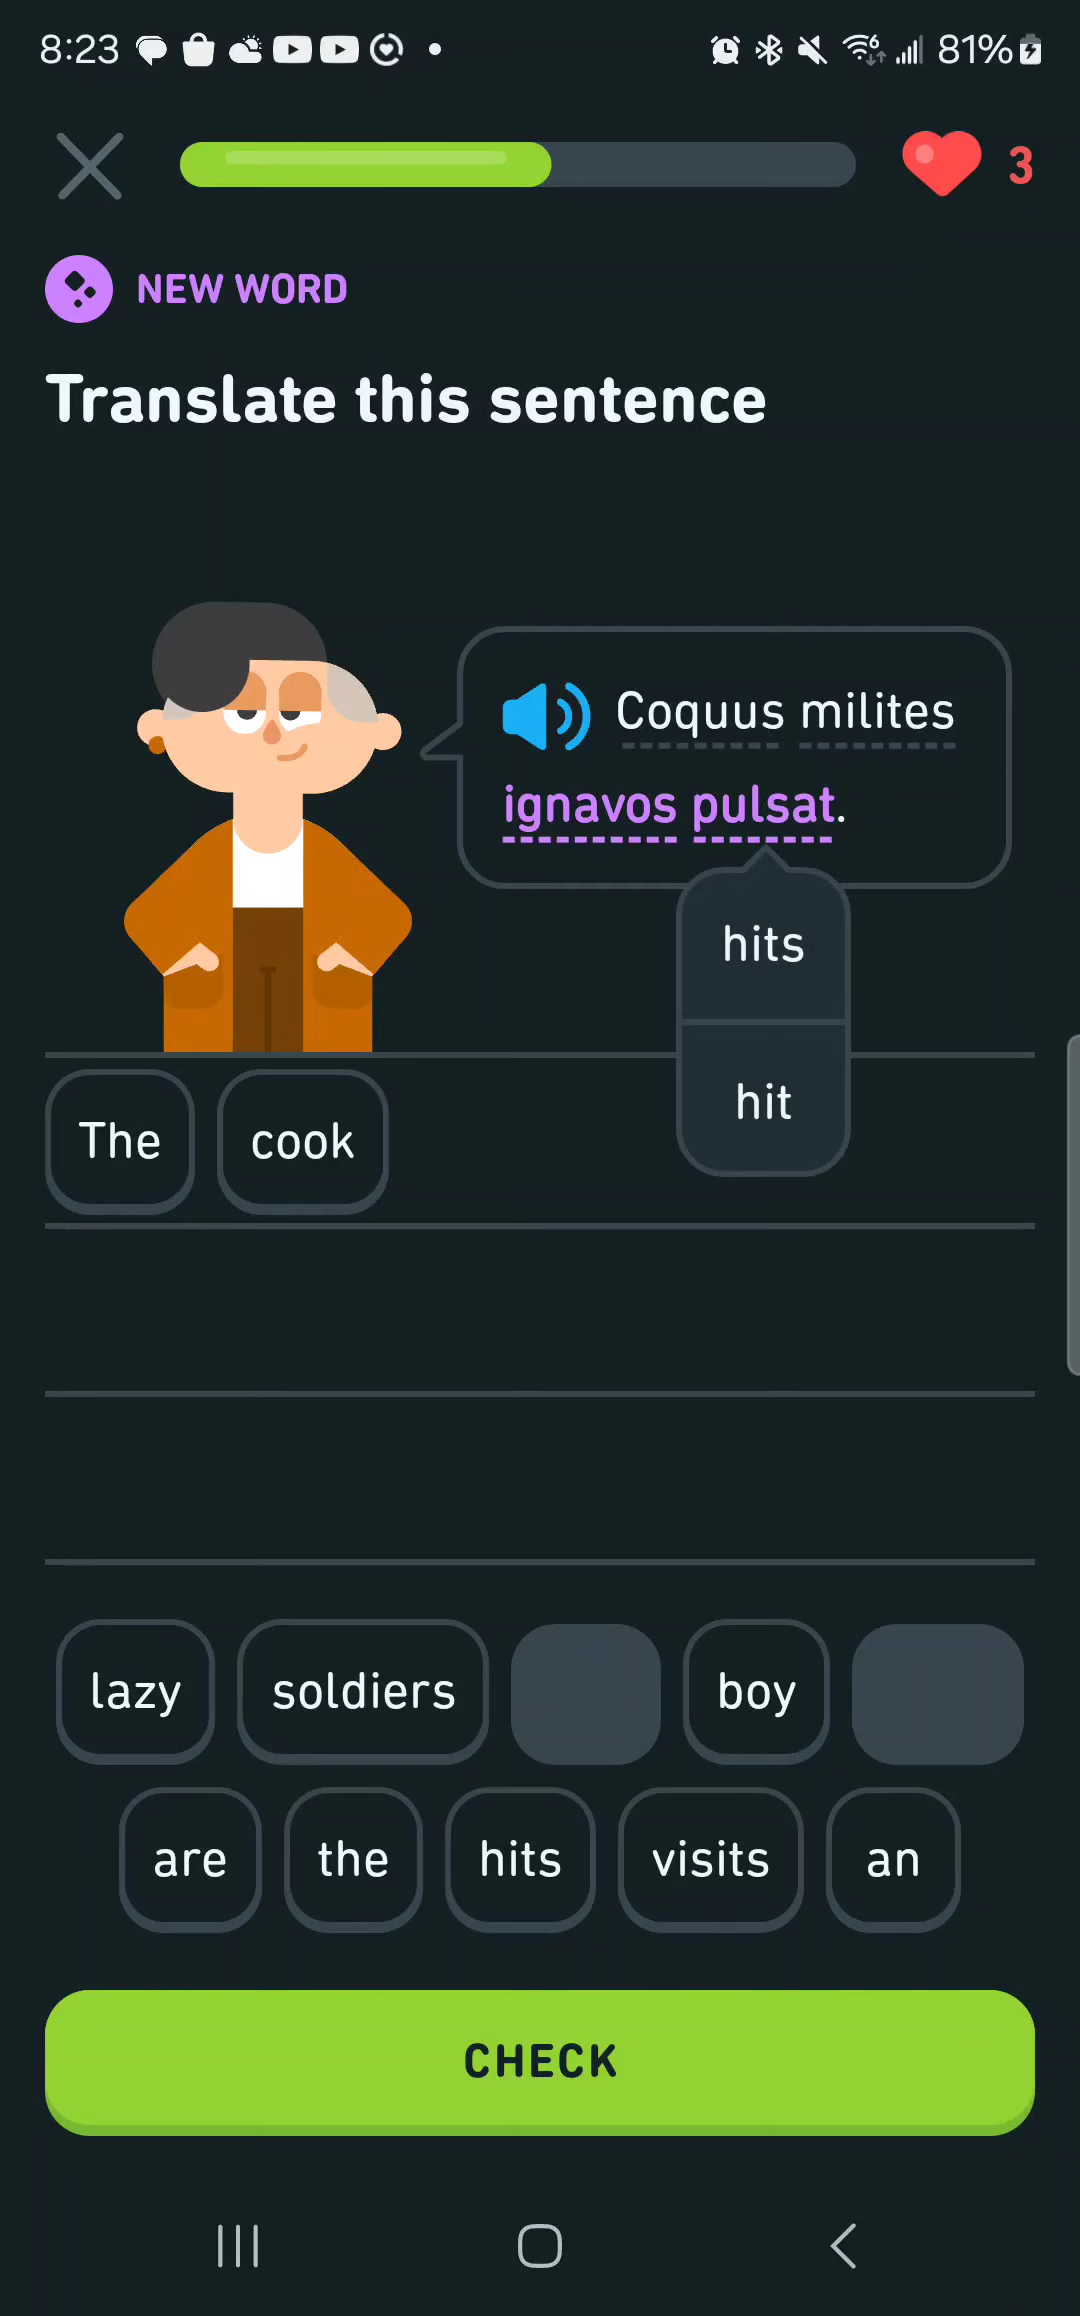 8:23
81%
3
NEW WORD
Translate this sentence
Coquus milites
ignavos pulsat.
hits
hit
The cook
lazy soldiers boy
are the hits visits an
CHECK